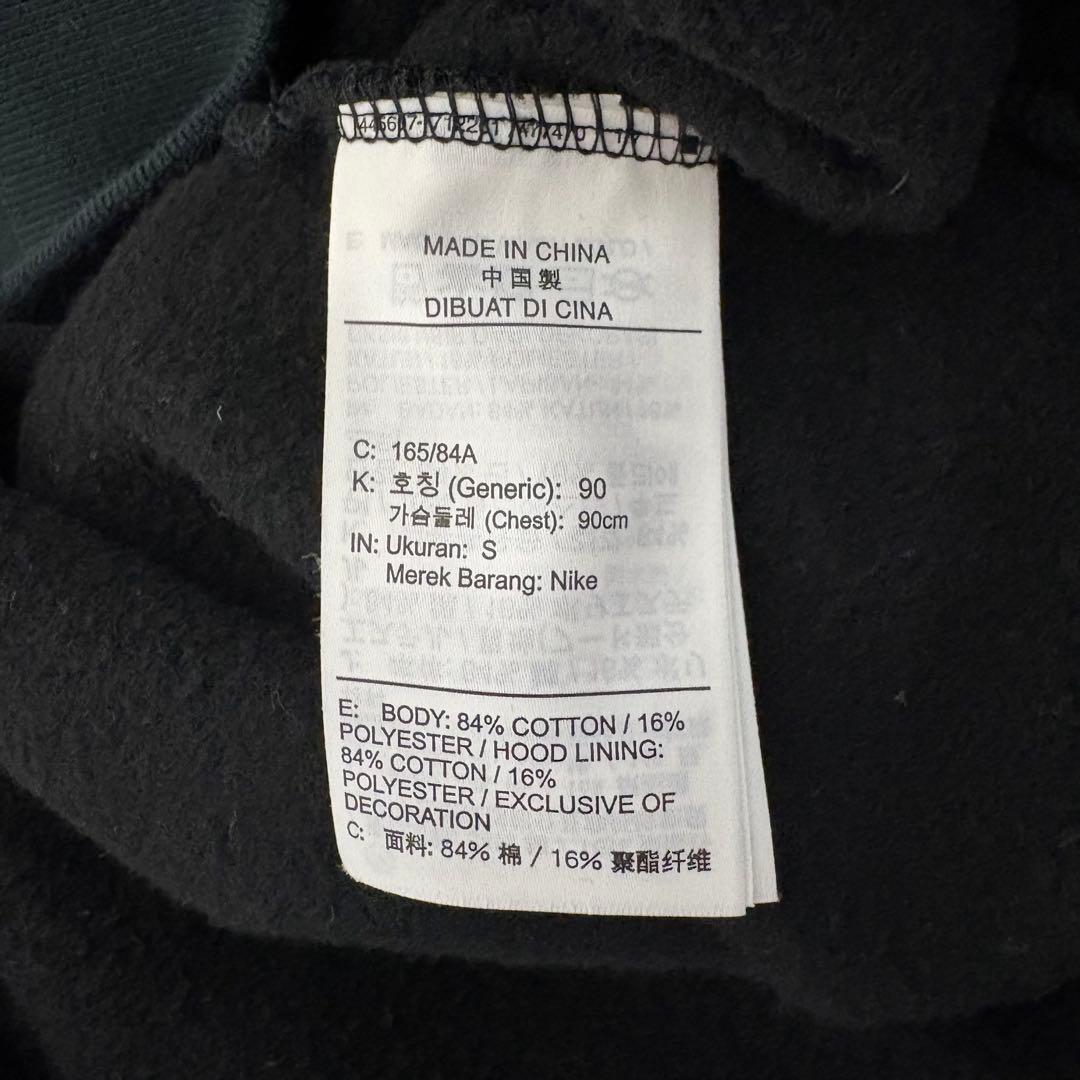 MADE IN CHINA
中国製
DIBUAT DI CINA
C: 165/84A
K: 호칭 (Generic): 90
가슴둘레 (Chest): 90cm
IN: Ukuran: S
Merek Barang: Nike
E: BODY: 84% COTTON / 16%
POLYESTER / HOOD LINING:
84% COTTON / 16%
POLYESTER / EXCLUSIVE OF
DECORATION
C: 面料: 84% 棉 / 16% 聚酯纤维